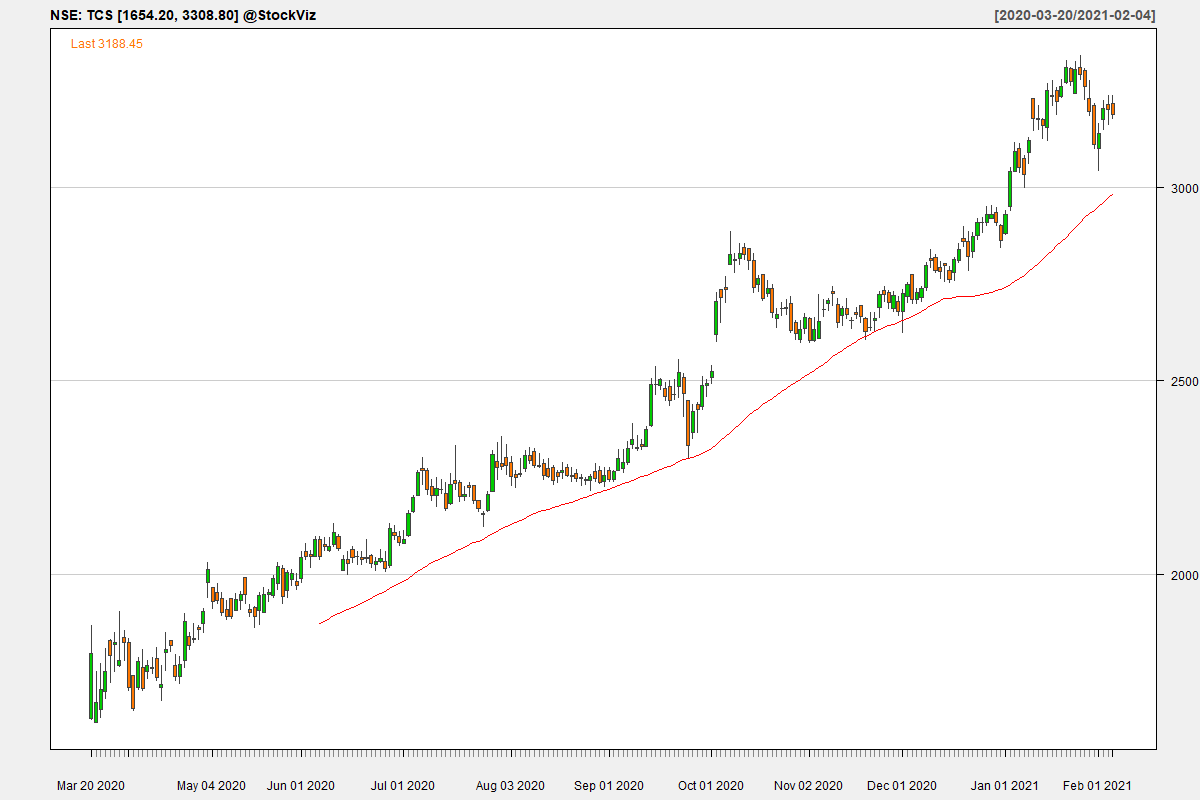 NSE: TCS [1654.20, 3308.80] @StockViz [2020-03-20/2021-02-04]
Last 3188.45
3000
2500
2000
Mar 20 2020 May 04 2020 Jun 01 2020 Jul 01 2020 Aug 03 2020 Sep 01 2020 Oct 01 2020 Nov 02 2020 Dec 01 2020 Jan 01 2021 Feb 01 2021